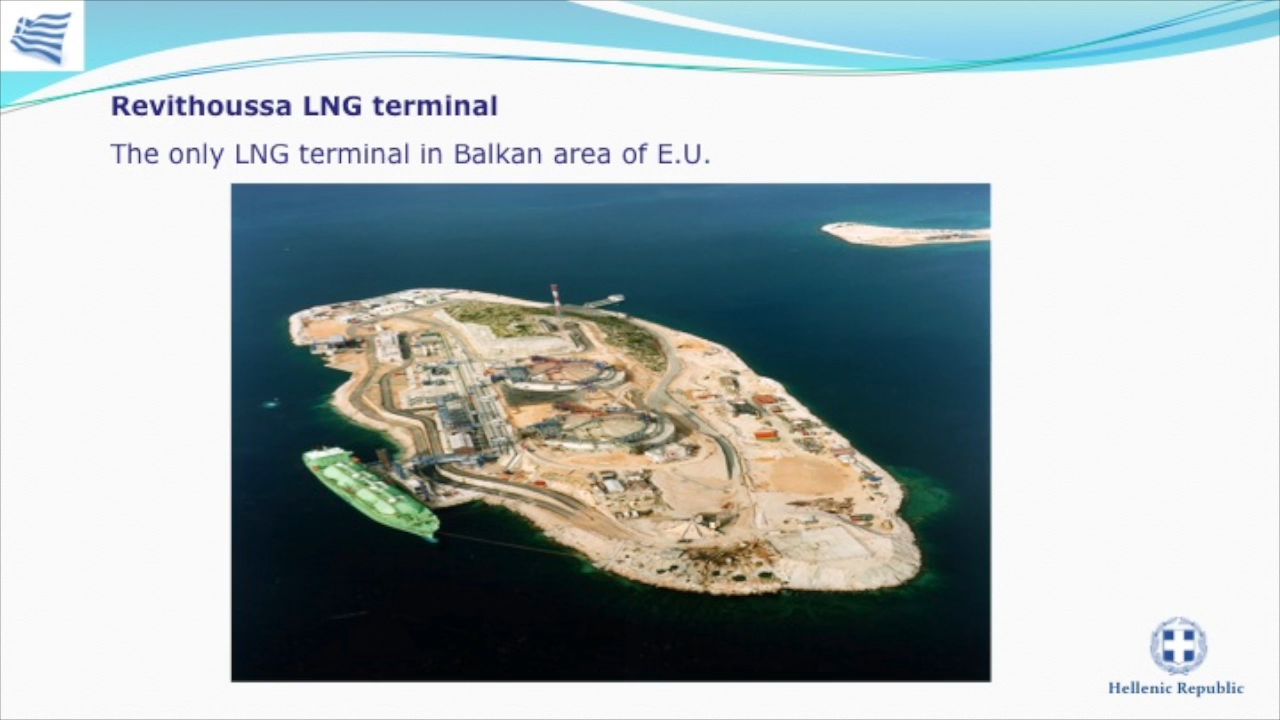 Revithoussa LNG terminal
The only LNG terminal in Balkan area of E.U.
Hellenic Republic